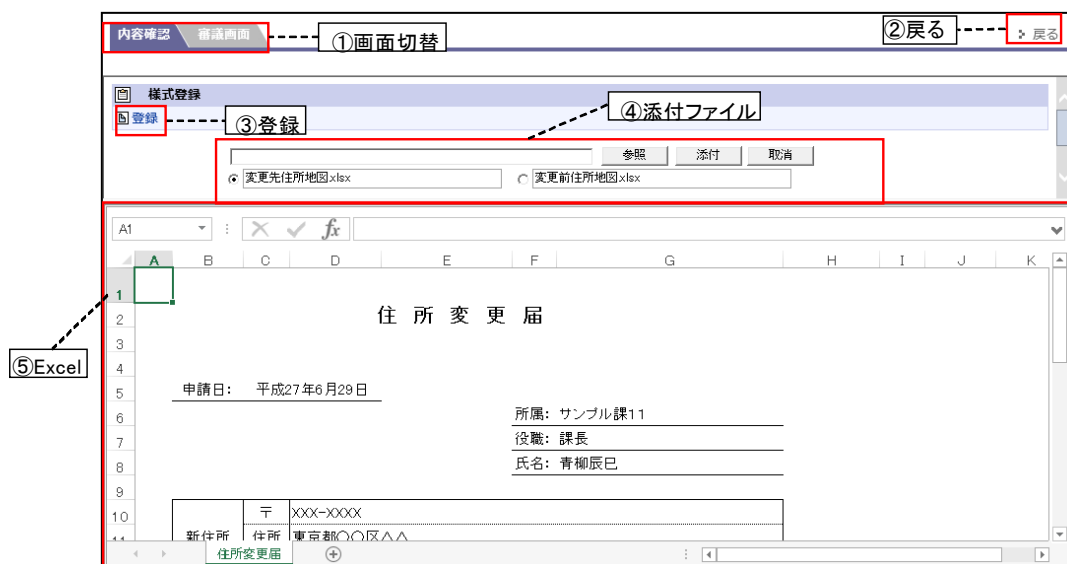 内容確認 審議画面 ①画面切替 ②戻る 戻る
様式登録
登録 ③登録 ④添付ファイル
参照 添付 取消
変更先住所地図.xlsx 変更前住所地図.xlsx
A1 fx
A B C D E F G H I J K
1
2 住 所 変 更 届
3
⑤Excel
4
5 申請日: 平成27年6月29日
6 所属: サンプル課11
7 役職: 課長
8 氏名: 青柳辰巳
9
10 〒 XXX-XXXX
11 新住所 住所 東京都〇〇区△△
住所変更届